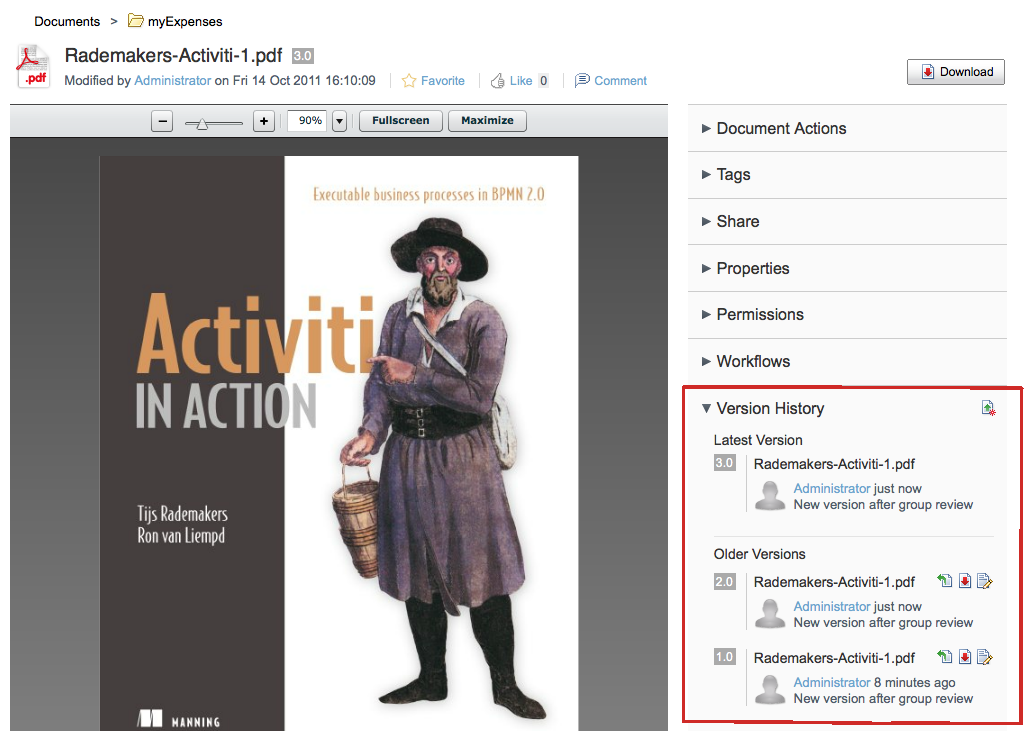 Documents > myExpenses
.pdf
Rademakers-Activiti-1.pdf 3.0
Modified by Administrator on Fri 14 Oct 2011 16:10:09 Favorite Like 0 Comment
Download
90% Fullscreen Maximize
Executable business processes in BPMN 2.0
Activiti
IN ACTION
Tijs Rademakers
Ron van Liempd
MANNING
Document Actions
Tags
Share
Properties
Permissions
Workflows
Version History
Latest Version
3.0 Rademakers-Activiti-1.pdf
Administrator just now
New version after group review
Older Versions
2.0 Rademakers-Activiti-1.pdf
Administrator just now
New version after group review
1.0 Rademakers-Activiti-1.pdf
Administrator 8 minutes ago
New version after group review